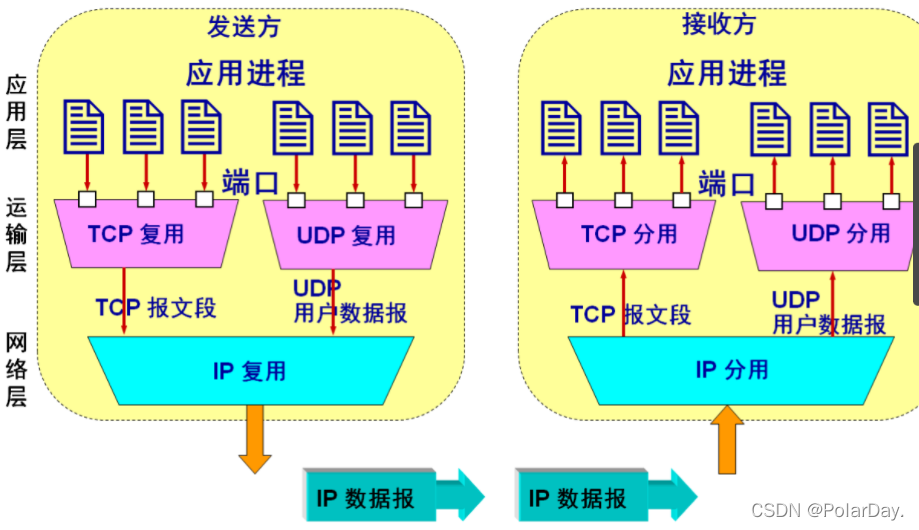 发送方
接收方
应用层
应用进程
应用进程
端口
端口
运输层
TCP 复用
UDP 复用
TCP 分用
UDP 分用
TCP 报文段
UDP
用户数据报
TCP 报文段
UDP
用户数据报
网络层
IP 复用
IP 分用
IP 数据报
IP 数据报
CSDN @PolarDay.